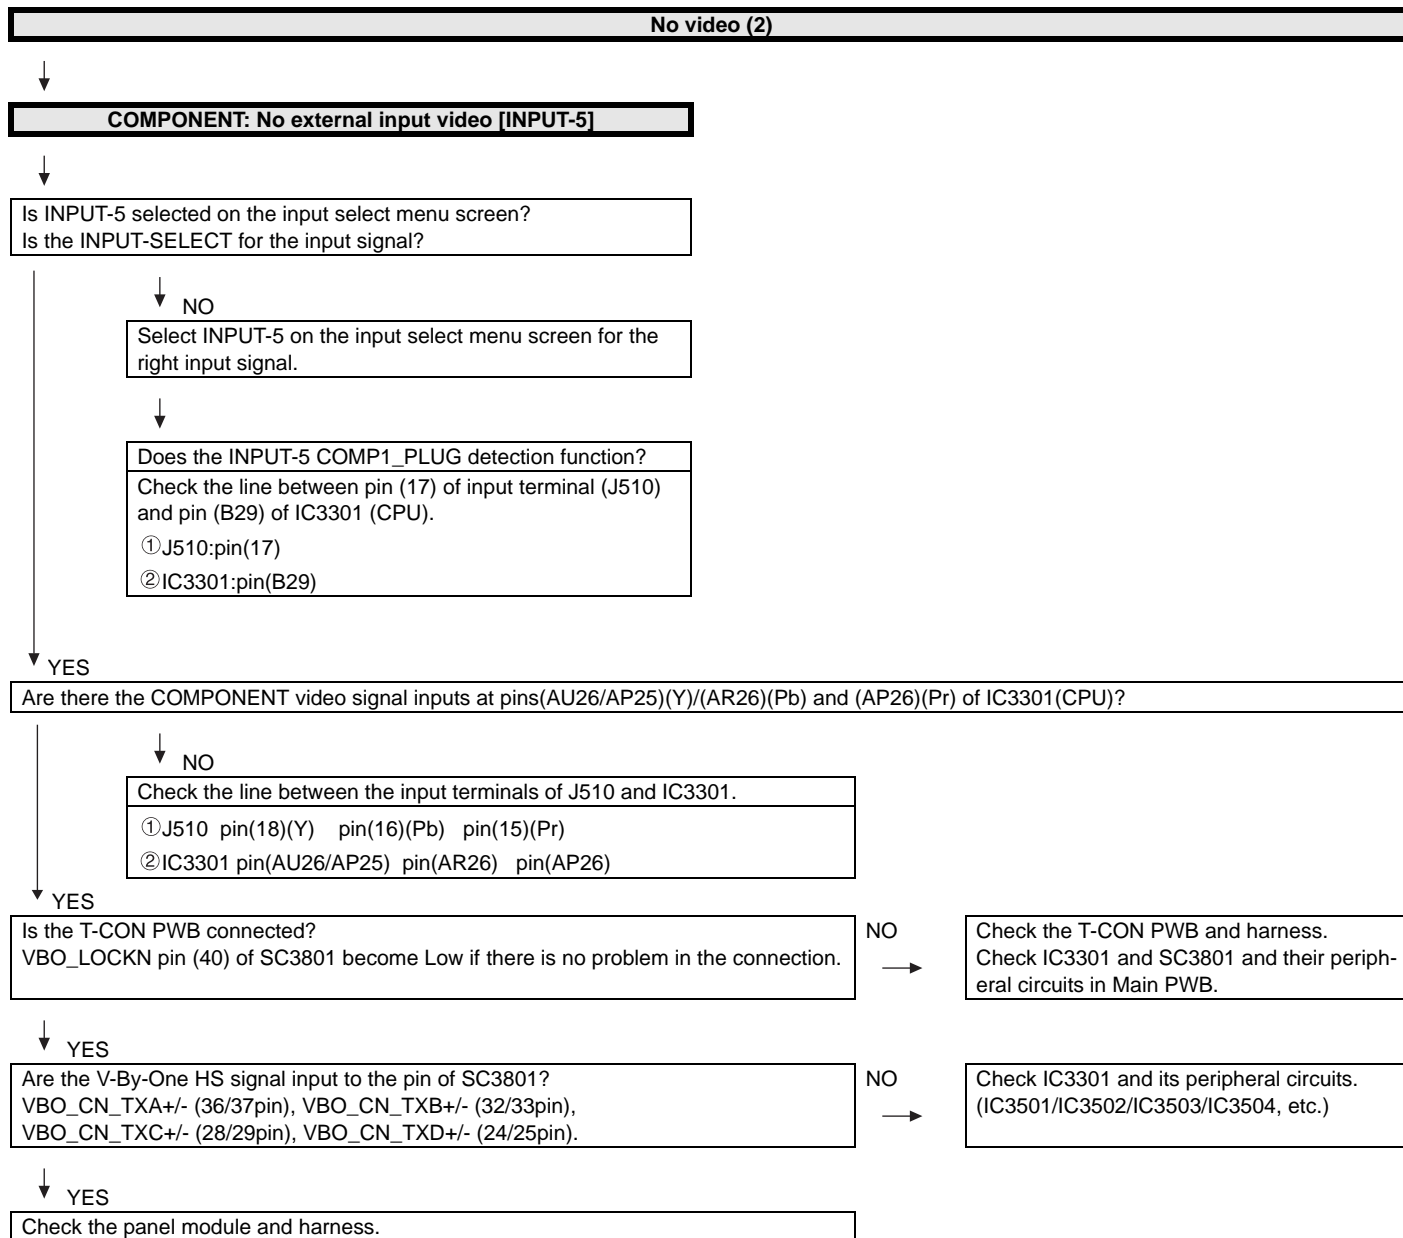 No video (2)
COMPONENT: No external input video [INPUT-5]
Is INPUT-5 selected on the input select menu screen?
Is the INPUT-SELECT for the input signal?
NO
Select INPUT-5 on the input select menu screen for the
right input signal.
Does the INPUT-5 COMP1_PLUG detection function?
Check the line between pin (17) of input terminal (J510)
and pin (B29) of IC3301 (CPU).
①J510:pin(17)
②IC3301:pin(B29)
YES
Are there the COMPONENT video signal inputs at pins(AU26/AP25)(Y)/(AR26)(Pb) and (AP26)(Pr) of IC3301(CPU)?
NO
Check the line between the input terminals of J510 and IC3301.
①J510 pin(18)(Y) pin(16)(Pb) pin(15)(Pr)
②IC3301 pin(AU26/AP25) pin(AR26) pin(AP26)
YES
Is the T-CON PWB connected?
VBO_LOCKN pin (40) of SC3801 become Low if there is no problem in the connection.
NO
Check the T-CON PWB and harness.
Check IC3301 and SC3801 and their periph-
eral circuits in Main PWB.
YES
Are the V-By-One HS signal input to the pin of SC3801?
VBO_CN_TXA+/- (36/37pin), VBO_CN_TXB+/- (32/33pin),
VBO_CN_TXC+/- (28/29pin), VBO_CN_TXD+/- (24/25pin).
NO
Check IC3301 and its peripheral circuits.
(IC3501/IC3502/IC3503/IC3504, etc.)
YES
Check the panel module and harness.